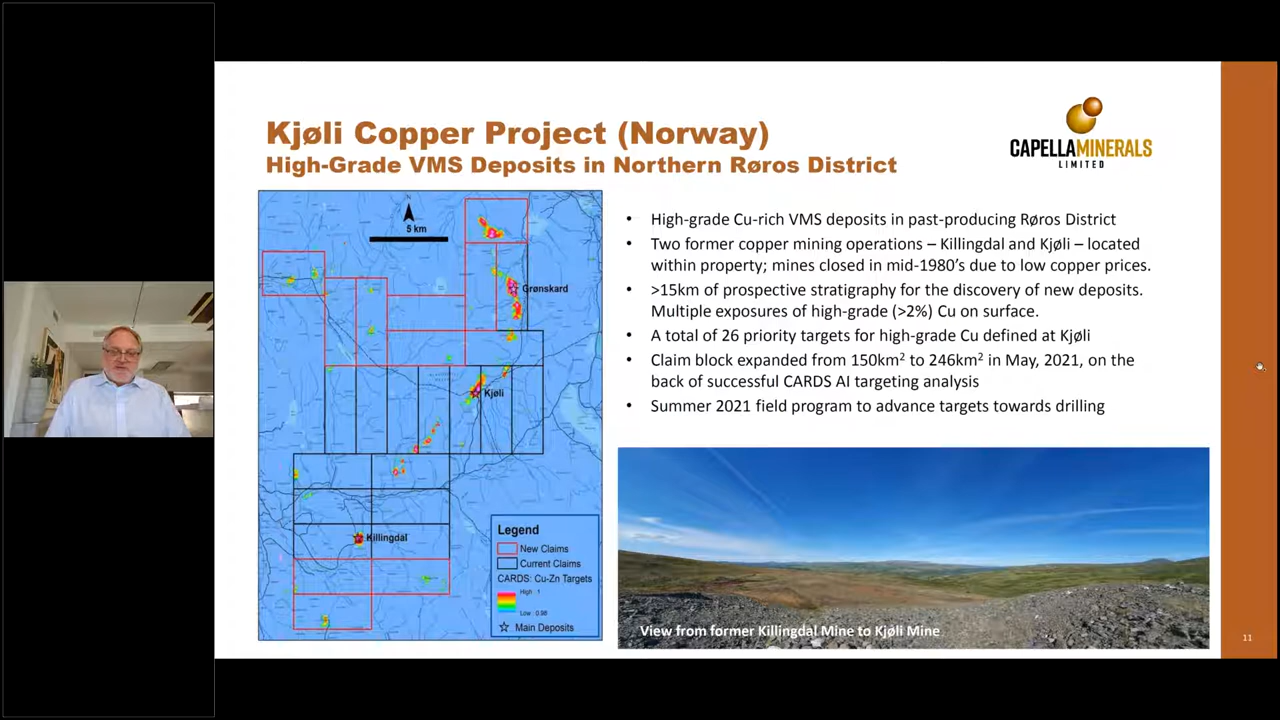 Kjøli Copper Project (Norway)
High-Grade VMS Deposits in Northern Røros District
CAPELLAMINERALS
LIMITED
N
5 km
Grønskard
Kjøli
Killingdal
Legend
New Claims
Current Claims
CARDS: Cu-Zn Targets
High : 1
Low : 0.98
Main Deposits
• High-grade Cu-rich VMS deposits in past-producing Røros District
• Two former copper mining operations – Killingdal and Kjøli – located
within property; mines closed in mid-1980's due to low copper prices.
• >15km of prospective stratigraphy for the discovery of new deposits.
Multiple exposures of high-grade (>2%) Cu on surface.
• A total of 26 priority targets for high-grade Cu defined at Kjøli
• Claim block expanded from 150km² to 246km² in May, 2021, on the
back of successful CARDS AI targeting analysis
• Summer 2021 field program to advance targets towards drilling
View from former Killingdal Mine to Kjøli Mine
11